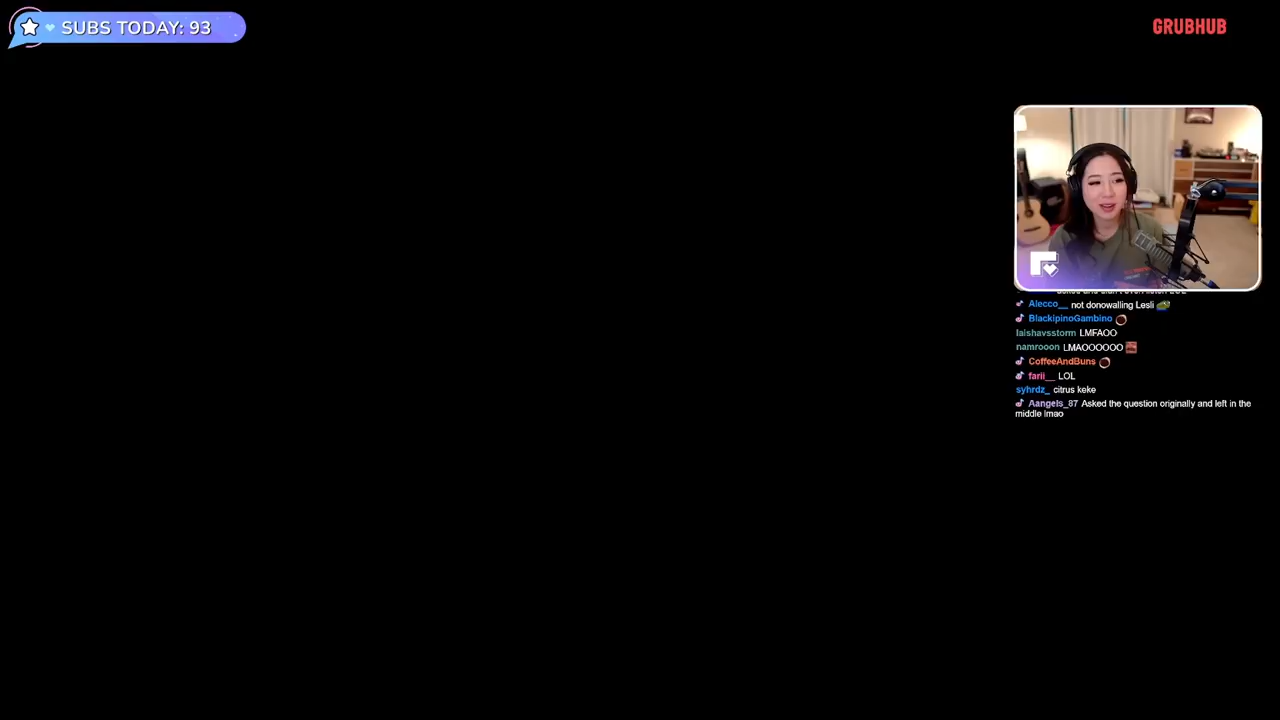 SUBS TODAY: 93
GRUBHUB
Alecco__ not donowalling Lesli
BlackipinoGambino
laishavsstorm LMFAOO
namrooon LMAOOOOOO
CoffeeAndBuns
farii__ LOL
syhrdz_ citrus keke
Aangels_87 Asked the question originally and left in the
middle lmao